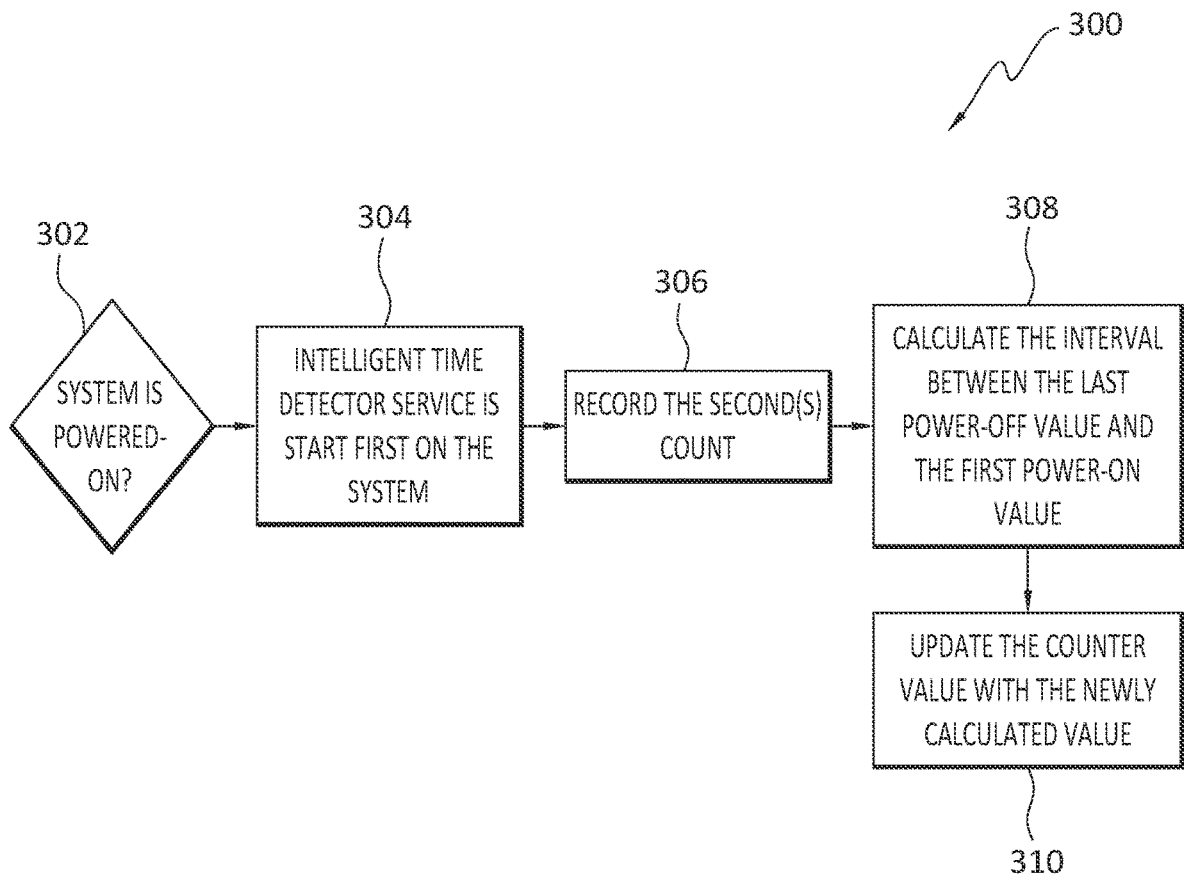 300
302
SYSTEM IS
POWERED-
ON?
304
INTELLIGENT TIME
DETECTOR SERVICE IS
START FIRST ON THE
SYSTEM
306
RECORD THE SECOND(S)
COUNT
308
CALCULATE THE INTERVAL
BETWEEN THE LAST
POWER-OFF VALUE AND
THE FIRST POWER-ON
VALUE
UPDATE THE COUNTER
VALUE WITH THE NEWLY
CALCULATED VALUE
310